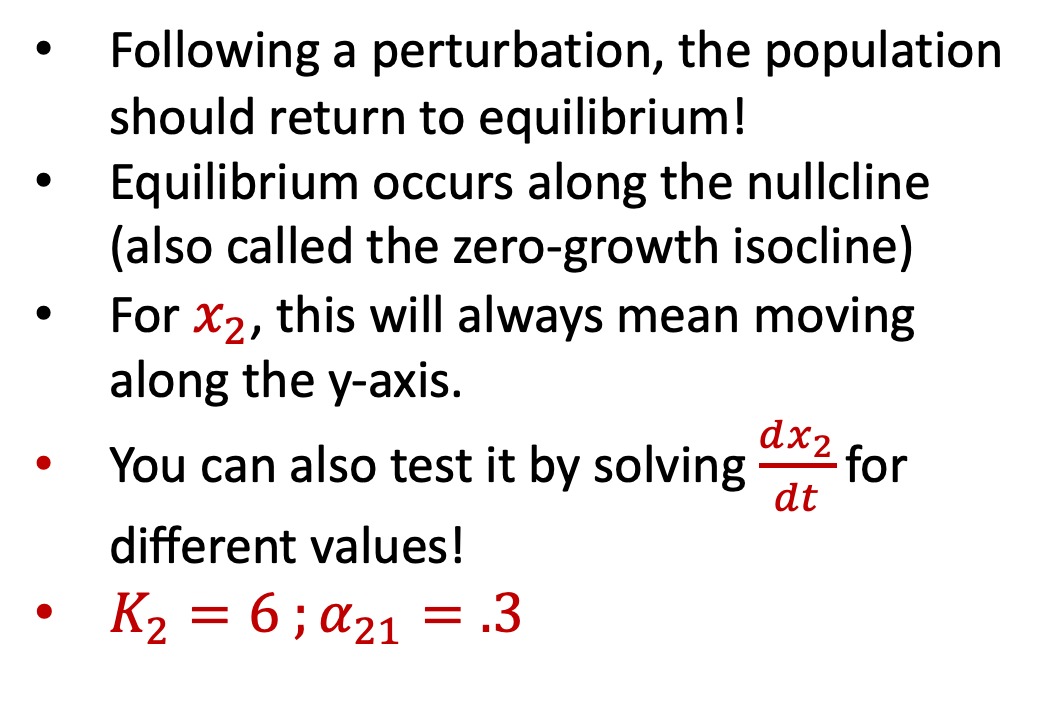 • Following a perturbation, the population
should return to equilibrium!
• Equilibrium occurs along the nullcline
(also called the zero-growth isocline)
• For x₂, this will always mean moving
along the y-axis.
• You can also test it by solving dx₂/dt for
different values!
• K₂ = 6 ; α₂₁ = .3